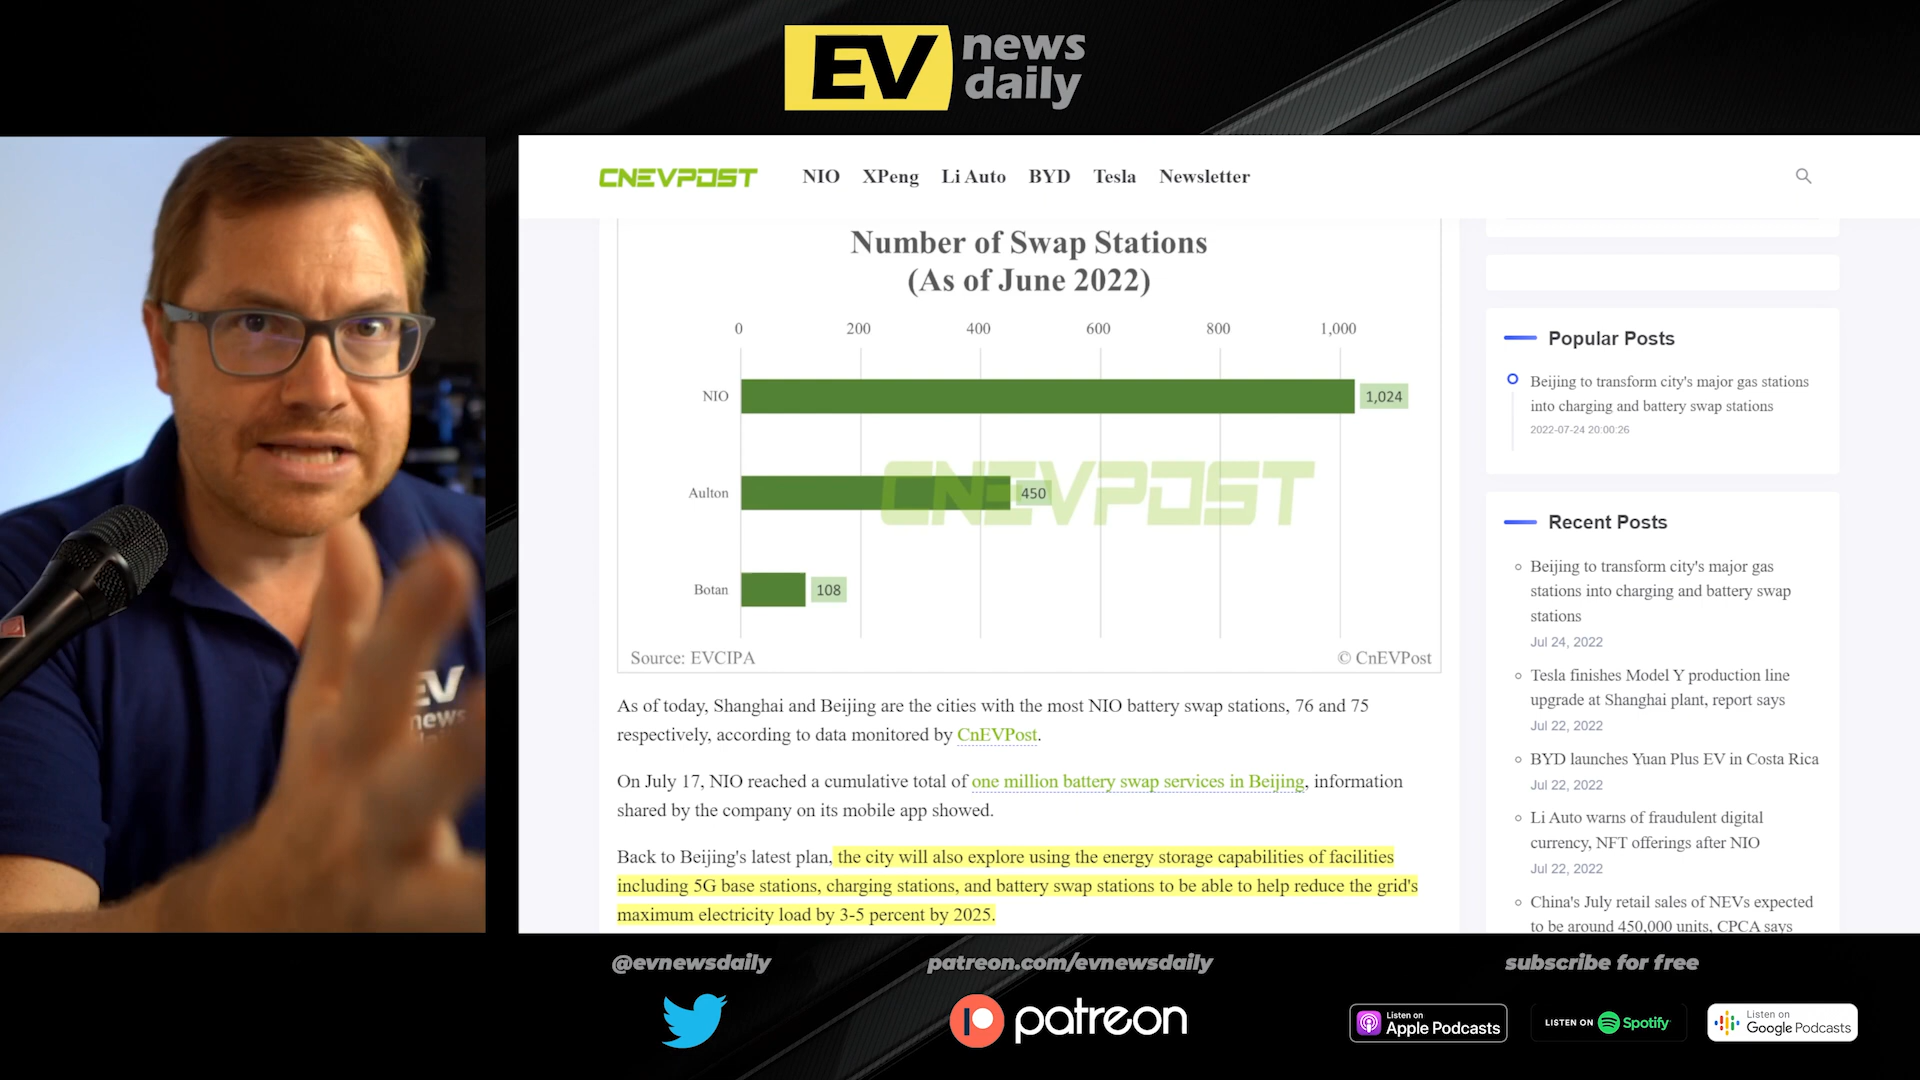 EV news
daily
CNEVPOST NIO XPeng Li Auto BYD Tesla Newsletter
Number of Swap Stations
(As of June 2022)
0 200 400 600 800 1,000
NIO 1,024
Aulton 450
CNEVPOST
Botan 108
Source: EVCIPA © CnEVPost
As of today, Shanghai and Beijing are the cities with the most NIO battery swap stations, 76 and 75
respectively, according to data monitored by CnEVPost.
On July 17, NIO reached a cumulative total of one million battery swap services in Beijing, information
shared by the company on its mobile app showed.
Back to Beijing's latest plan, the city will also explore using the energy storage capabilities of facilities
including 5G base stations, charging stations, and battery swap stations to be able to help reduce the grid's
maximum electricity load by 3-5 percent by 2025.
Popular Posts
Beijing to transform city's major gas stations
into charging and battery swap stations
2022-07-24 20:00:26
Recent Posts
Beijing to transform city's major gas
stations into charging and battery swap
stations
Jul 24, 2022
Tesla finishes Model Y production line
upgrade at Shanghai plant, report says
Jul 22, 2022
BYD launches Yuan Plus EV in Costa Rica
Jul 22, 2022
Li Auto warns of fraudulent digital
currency, NFT offerings after NIO
Jul 22, 2022
China's July retail sales of NEVs expected
to be around 450,000 units, CPCA says
EV
news
@evnewsdaily
patreon.com/evnewsdaily
patreon
subscribe for free
Listen on
Apple Podcasts
LISTEN ON Spotify
Listen on
Google Podcasts